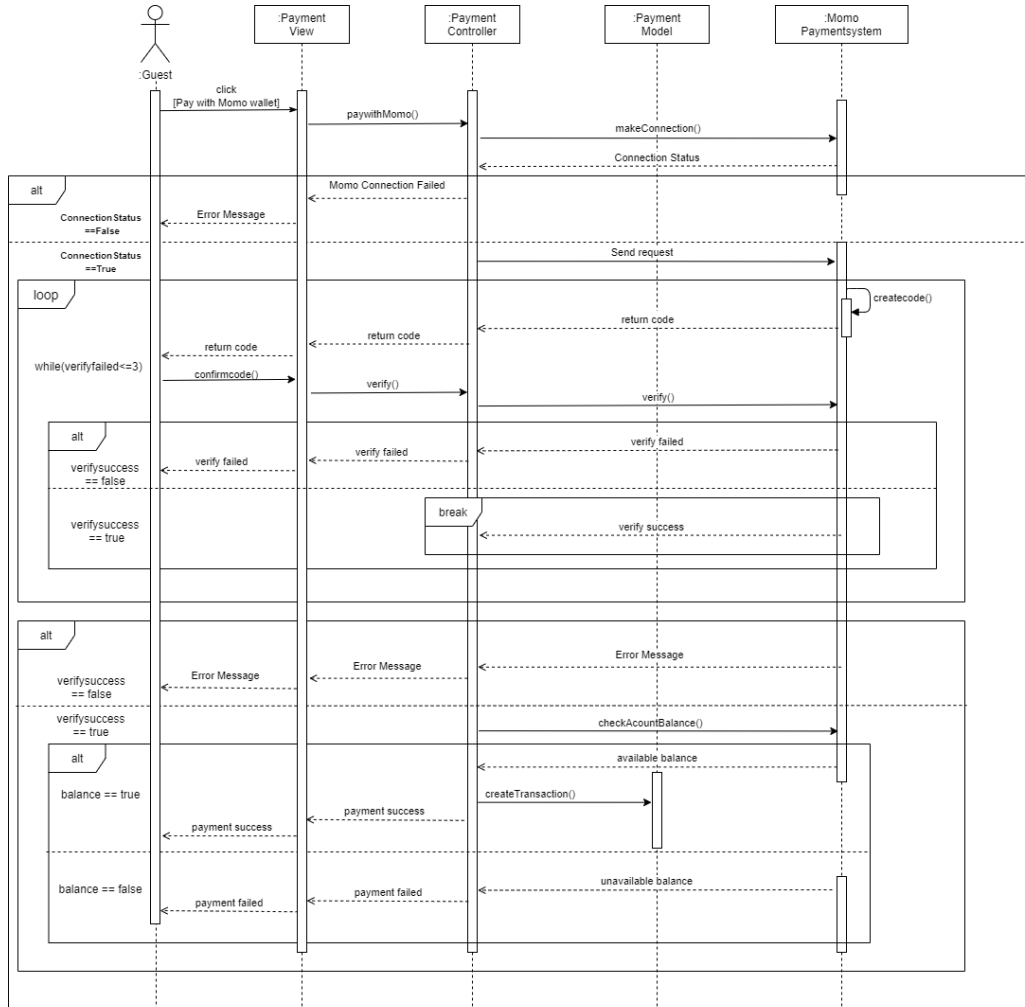 :Payment
View
:Payment
Controller
:Payment
Model
:Momo
Paymentsystem
:Guest
click
[Pay with Momo wallet]
paywithMomo()
makeConnection()
Connection Status
alt
Momo Connection Failed
Connection Status
==False
Error Message
Connection Status
==True
Send request
loop
createcode()
return code
return code
return code
while(verifyfailed<=3)
confirmcode()
verify()
verify()
alt
verify failed
verify failed
verify failed
verifysuccess
== false
break
verifysuccess
== true
verify success
alt
Error Message
Error Message
Error Message
verifysuccess
== false
verifysuccess
== true
checkAcountBalance()
alt
available balance
balance == true
createTransaction()
payment success
payment success
balance == false
unavailable balance
payment failed
payment failed